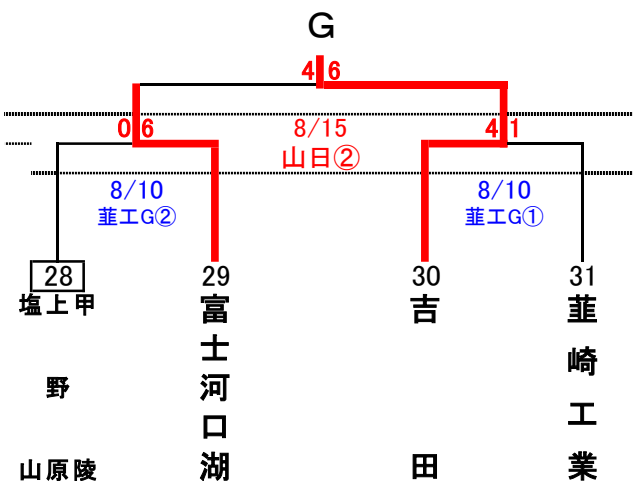 G
4 6
0 6
8/15
4 1
山日②
8/10
韮工G②
8/10
韮工G①
28
29
30
31
塩野山
上野原
甲陵
富士河口湖
吉田
韮崎工業